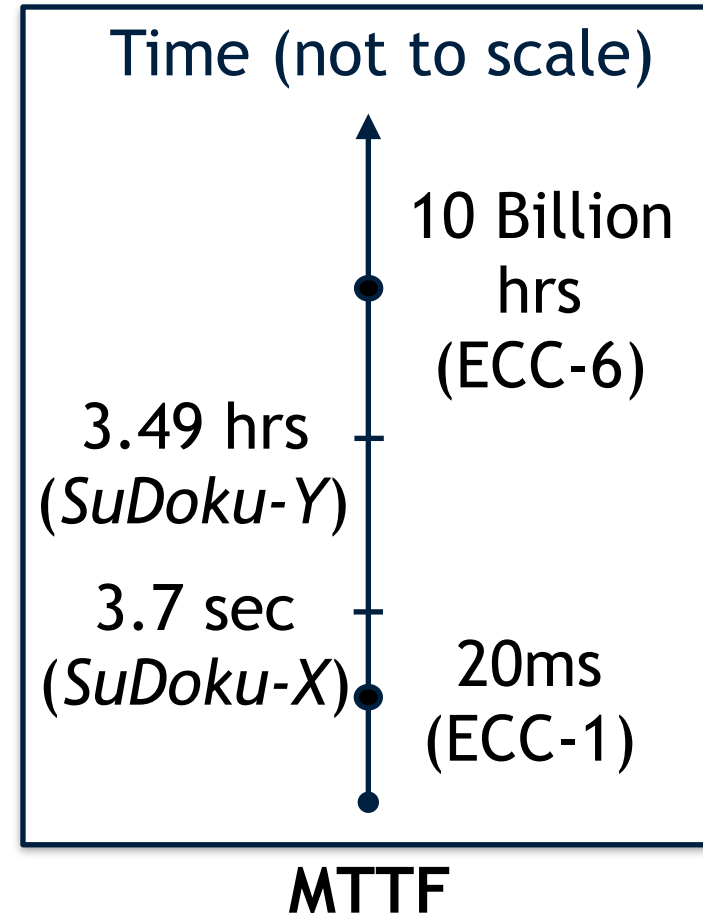 Time (not to scale)
10 Billion
hrs
(ECC-6)
3.49 hrs
(SuDoku-Y)
3.7 sec
(SuDoku-X)
20ms
(ECC-1)
MTTF